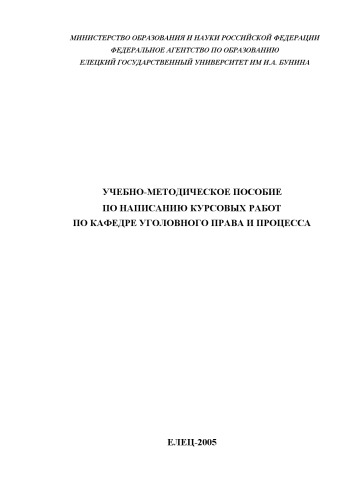 МИНИСТЕРСТВО ОБРАЗОВАНИЯ И НАУКИ РОССИЙСКОЙ ФЕДЕРАЦИИ
ФЕДЕРАЛЬНОЕ АГЕНТСТВО ПО ОБРАЗОВАНИЮ
ЕЛЕЦКИЙ ГОСУДАРСТВЕННЫЙ УНИВЕРСИТЕТ ИМ И.А. БУНИНА
УЧЕБНО-МЕТОДИЧЕСКОЕ ПОСОБИЕ
ПО НАПИСАНИЮ КУРСОВЫХ РАБОТ
ПО КАФЕДРЕ УГОЛОВНОГО ПРАВА И ПРОЦЕССА
ЕЛЕЦ-2005